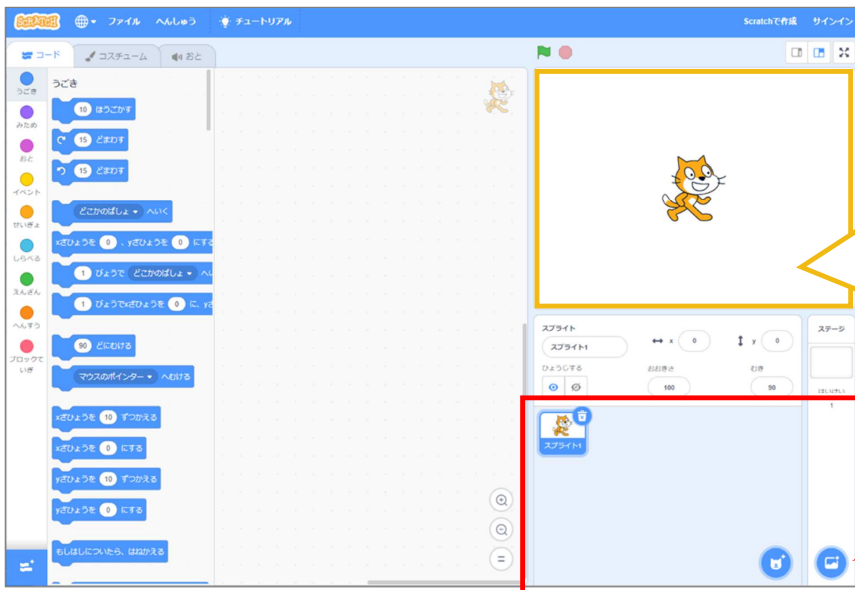 SCRATCH ファイル へんしゅう チュートリアル Scratchで作成 サインイン
コード コスチューム おと
うごき
みため
おと
イベント
せいぎょ
しらべる
えんざん
へんすう
ブロックてい
ぎ
うごき
10 ほうごかす
15 どまわす
15 どまわす
どこかのばしょ へいく
xざひょうを 0 、yざひょうを 0 にする
1 びょうで どこかのばしょ へい
1 びょうでxざひょうを 0 に、yざ
90 どにむける
マウスのポインター へむける
xざひょうを 10 ずつかえる
xざひょうを 0 にする
yざひょうを 10 ずつかえる
yざひょうを 0 にする
もしはしについたら、はねかえる
スプライト
スプライト1 x 0 y 0
ひょうじする おおきさ むき
100 90
スプライト1
ステージ
はいけい
1